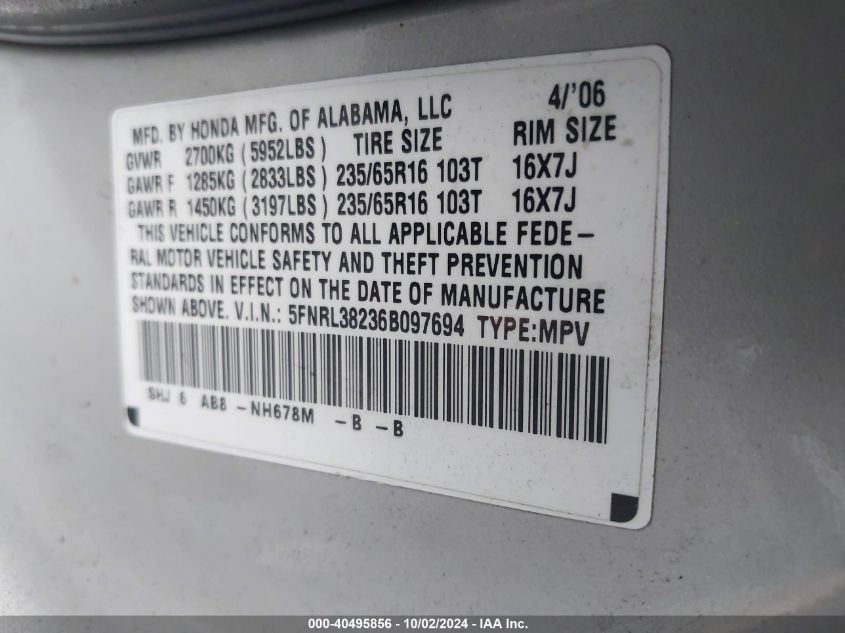 MFD. BY HONDA MFG. OF ALABAMA, LLC 4/'06
GVWR 2700KG (5952LBS) TIRE SIZE RIM SIZE
GAWR F 1285KG (2833LBS) 235/65R16 103T 16X7J
GAWR R 1450KG (3197LBS) 235/65R16 103T 16X7J
THIS VEHICLE CONFORMS TO ALL APPLICABLE FEDE-
RAL MOTOR VEHICLE SAFETY AND THEFT PREVENTION
STANDARDS IN EFFECT ON THE DATE OF MANUFACTURE
SHOWN ABOVE. V.I.N.: 5FNRL38236B097694 TYPE:MPV
SHJ 6 AB8 -NH678M -B -B
000-40495856 - 10/02/2024 - IAA Inc.